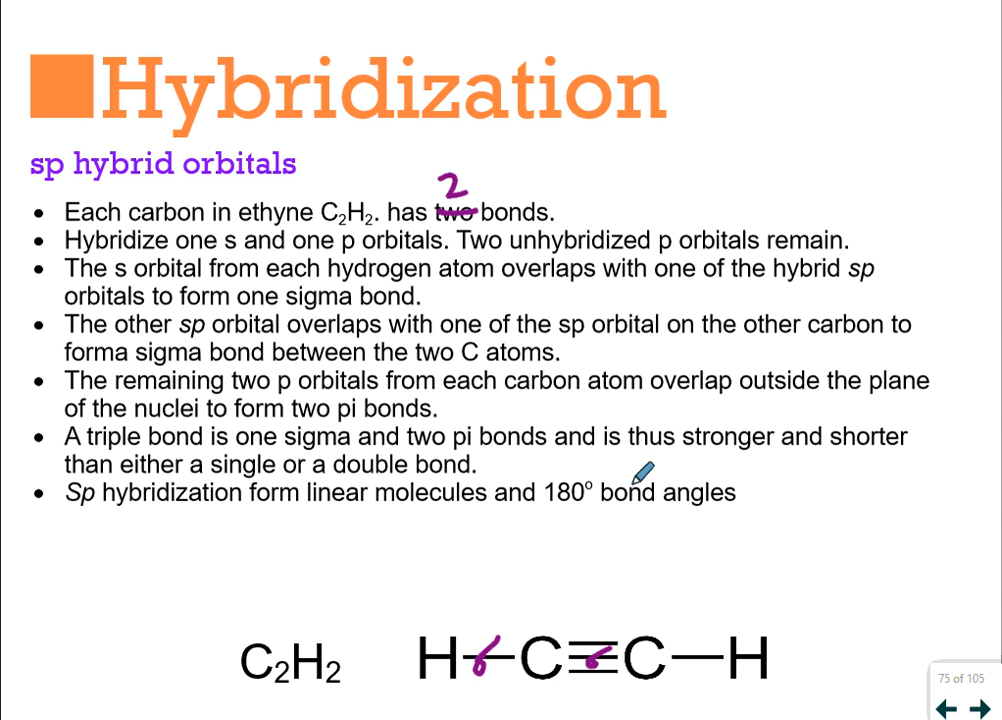 Hybridization
sp hybrid orbitals
2
• Each carbon in ethyne C₂H₂. has two bonds.
• Hybridize one s and one p orbitals. Two unhybridized p orbitals remain.
• The s orbital from each hydrogen atom overlaps with one of the hybrid sp
orbitals to form one sigma bond.
• The other sp orbital overlaps with one of the sp orbital on the other carbon to
forma sigma bond between the two C atoms.
• The remaining two p orbitals from each carbon atom overlap outside the plane
of the nuclei to form two pi bonds.
• A triple bond is one sigma and two pi bonds and is thus stronger and shorter
than either a single or a double bond.
• Sp hybridization form linear molecules and 180° bond angles
C₂H₂ H—C≡C—H
75 of 105